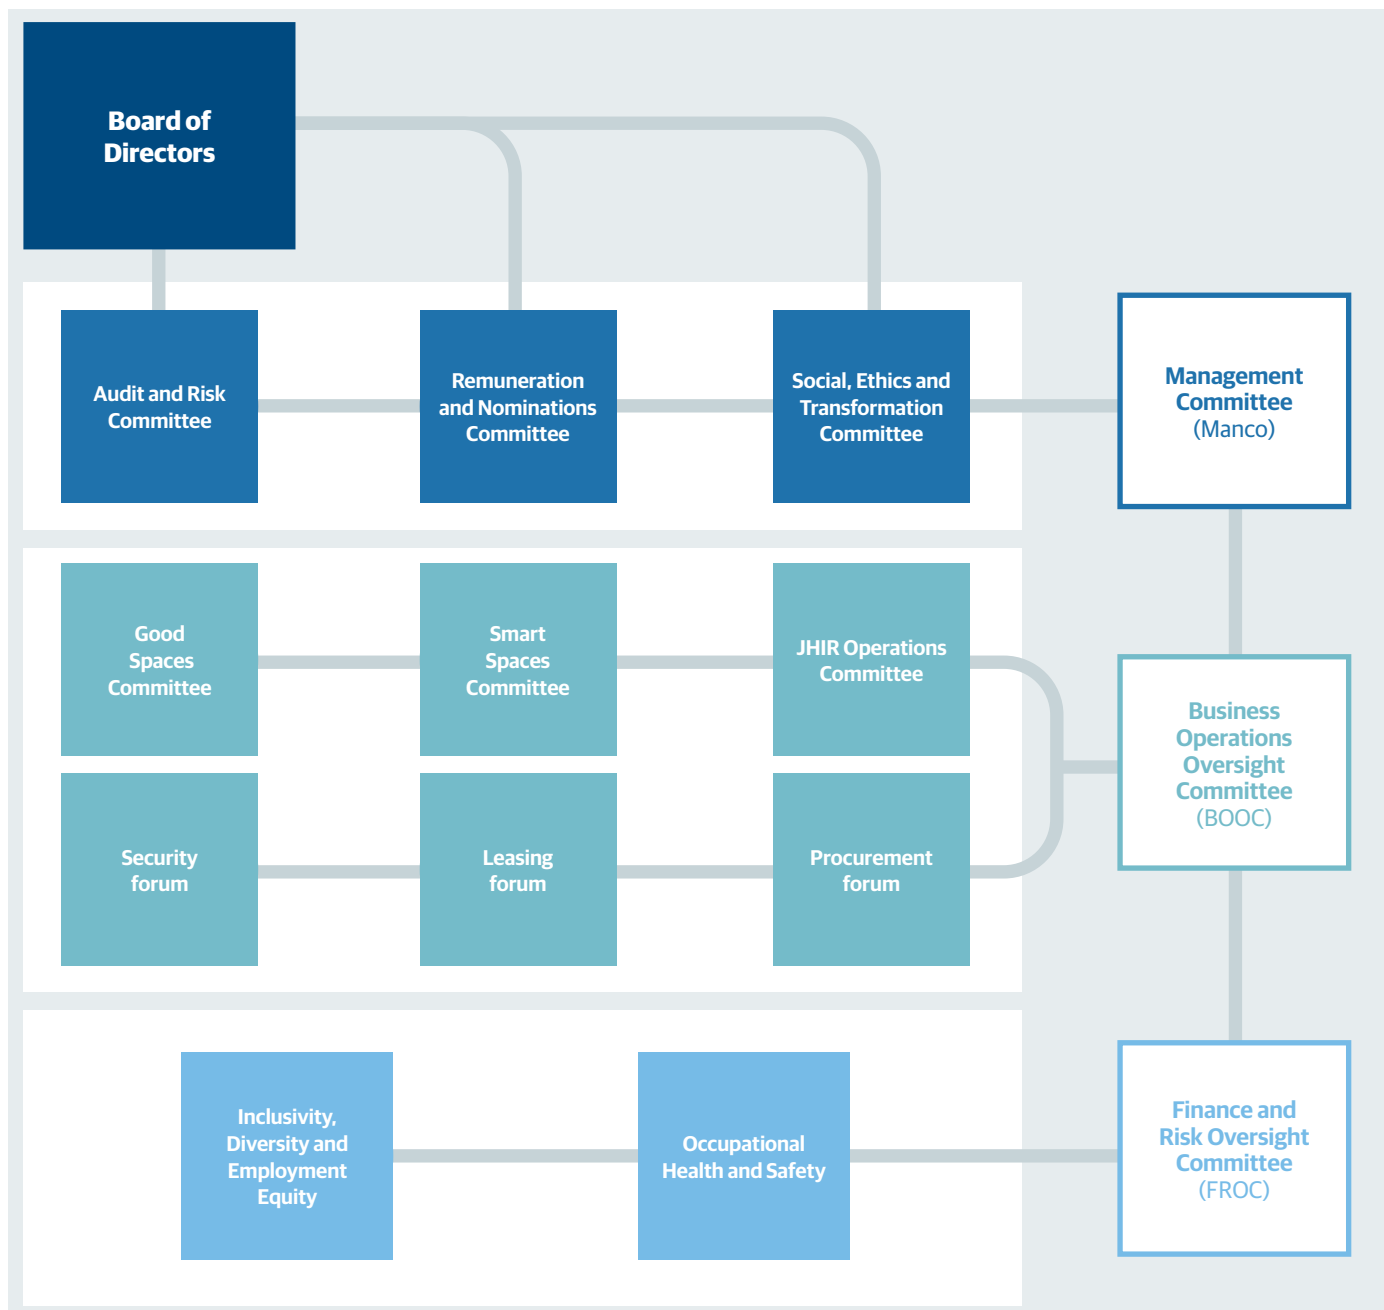 Board of
Directors
Audit and Risk
Committee
Remuneration
and Nominations
Committee
Social, Ethics and
Transformation
Committee
Management
Committee
(Manco)
Good
Spaces
Committee
Smart
Spaces
Committee
JHIR Operations
Committee
Business
Operations
Oversight
Committee
(BOOC)
Security
forum
Leasing
forum
Procurement
forum
Inclusivity,
Diversity and
Employment
Equity
Occupational
Health and Safety
Finance and
Risk Oversight
Committee
(FROC)